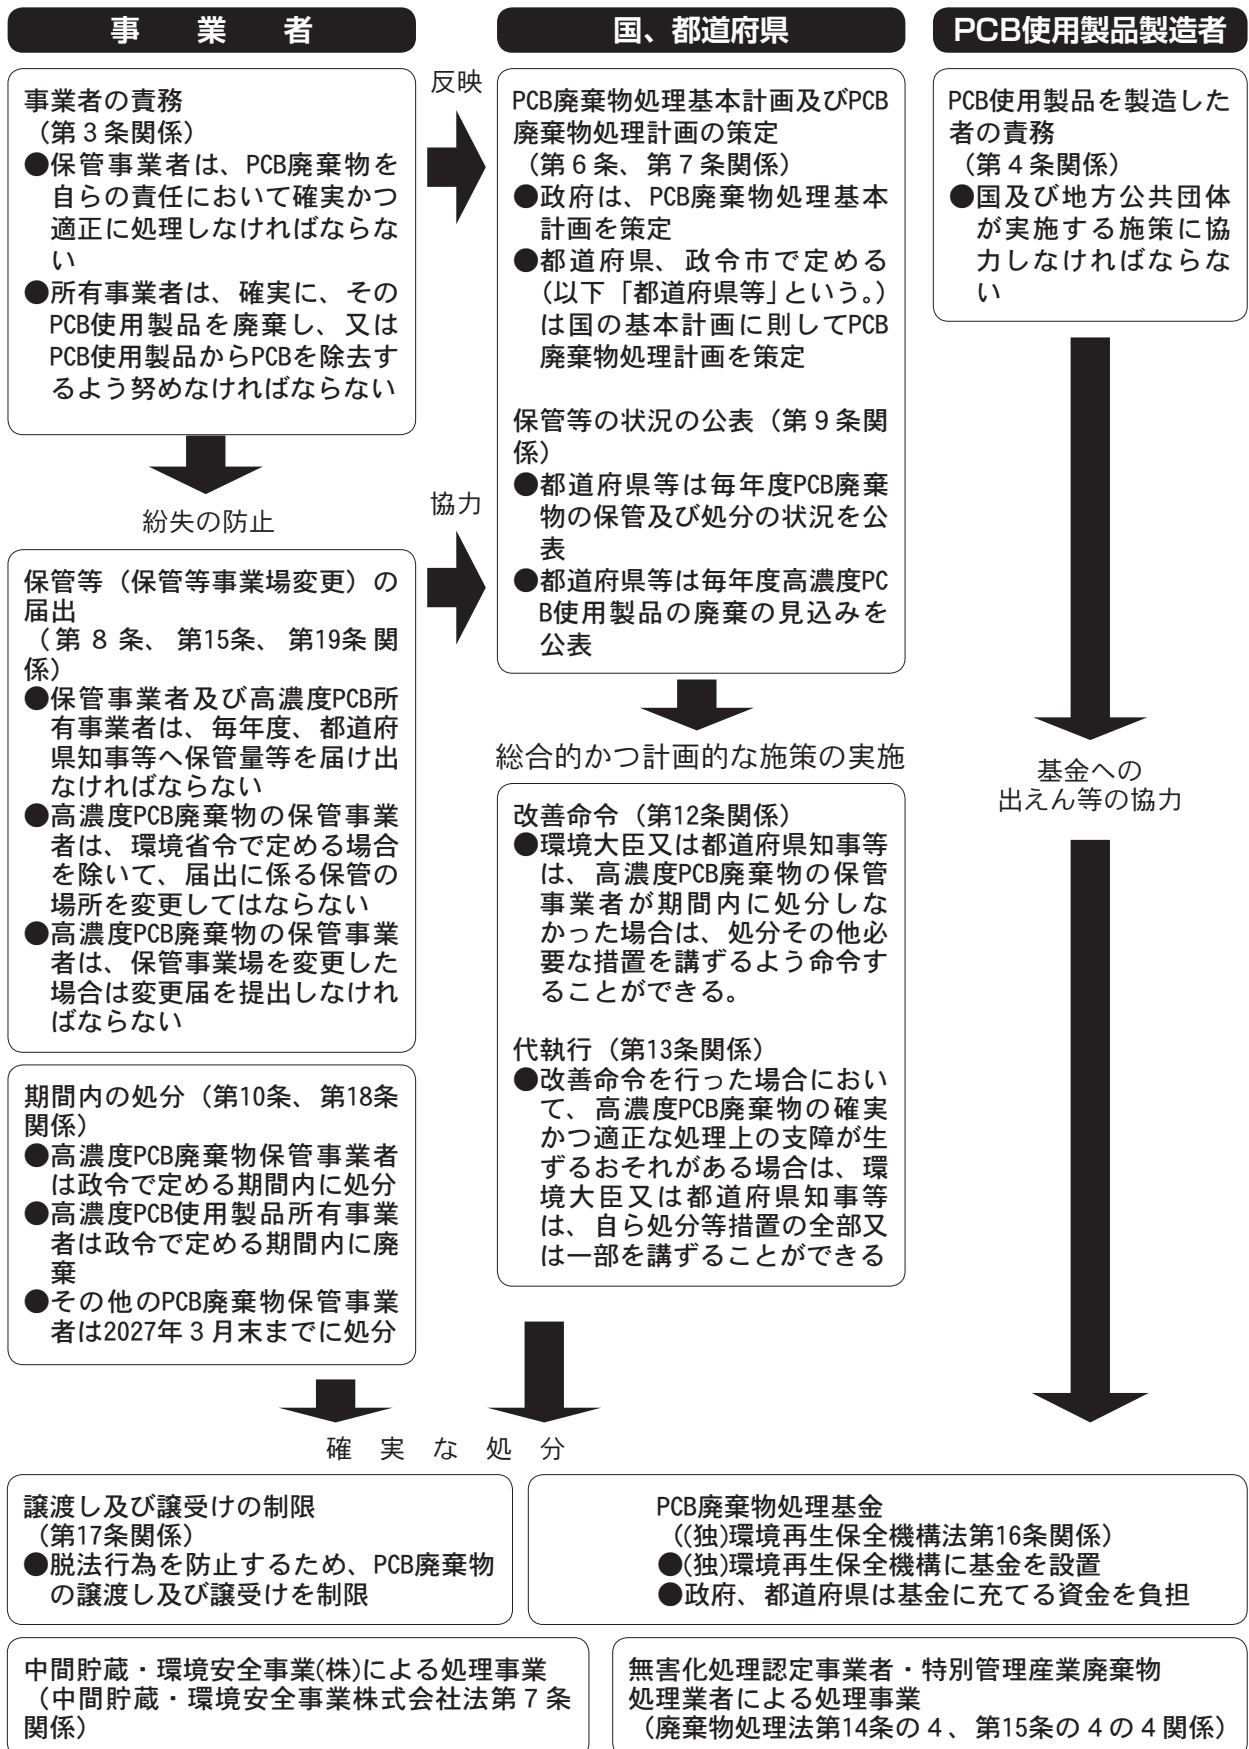 事業者
事業者の責務
（第３条関係）
●保管事業者は、PCB廃棄物を
自らの責任において確実かつ
適正に処理しなければならな
い
●所有事業者は、確実に、その
PCB使用製品を廃棄し、又は
PCB使用製品からPCBを除去す
るよう努めなければならない
紛失の防止
保管等（保管等事業場変更）の
届出
（第８条、第15条、第19条関
係）
●保管事業者及び高濃度PCB所
有事業者は、毎年度、都道府
県知事等へ保管量等を届け出
なければならない
●高濃度PCB廃棄物の保管事業
者は、環境省令で定める場合
を除いて、届出に係る保管の
場所を変更してはならない
●高濃度PCB廃棄物の保管事業
者は、保管事業場を変更した
場合は変更届を提出しなけれ
ばならない
期間内の処分（第10条、第18条
関係）
●高濃度PCB廃棄物保管事業者
は政令で定める期間内に処分
●高濃度PCB使用製品所有事業
者は政令で定める期間内に廃
棄
●その他のPCB廃棄物保管事業
者は2027年３月末までに処分
反映
協力
国、都道府県
PCB廃棄物処理基本計画及びPCB
廃棄物処理計画の策定
（第６条、第７条関係）
●政府は、PCB廃棄物処理基本
計画を策定
●都道府県、政令市で定める
（以下「都道府県等」という。）
は国の基本計画に則してPCB
廃棄物処理計画を策定
保管等の状況の公表（第９条関
係）
●都道府県等は毎年度PCB廃棄
物の保管及び処分の状況を公
表
●都道府県等は毎年度高濃度PC
B使用製品の廃棄の見込みを
公表
総合的かつ計画的な施策の実施
改善命令（第12条関係）
●環境大臣又は都道府県知事等
は、高濃度PCB廃棄物の保管
事業者が期間内に処分しな
かった場合は、処分その他必
要な措置を講ずるよう命令す
ることができる。
代執行（第13条関係）
●改善命令を行った場合におい
て、高濃度PCB廃棄物の確実
かつ適正な処理上の支障が生
ずるおそれがある場合は、環
境大臣又は都道府県知事等
は、自ら処分等措置の全部又
は一部を講ずることができる
PCB使用製品製造者
PCB使用製品を製造した
者の責務
（第４条関係）
●国及び地方公共団体
が実施する施策に協
力しなければならな
い
基金への
出えん等の協力
確実な処分
譲渡し及び譲受けの制限
（第17条関係）
●脱法行為を防止するため、PCB廃棄物
の譲渡し及び譲受けを制限
PCB廃棄物処理基金
（(独)環境再生保全機構法第16条関係）
●(独)環境再生保全機構に基金を設置
●政府、都道府県は基金に充てる資金を負担
中間貯蔵・環境安全事業(株)による処理事業
（中間貯蔵・環境安全事業株式会社法第７条
関係）
無害化処理認定事業者・特別管理産業廃棄物
処理業者による処理事業
（廃棄物処理法第14条の４、第15条の４の４関係）